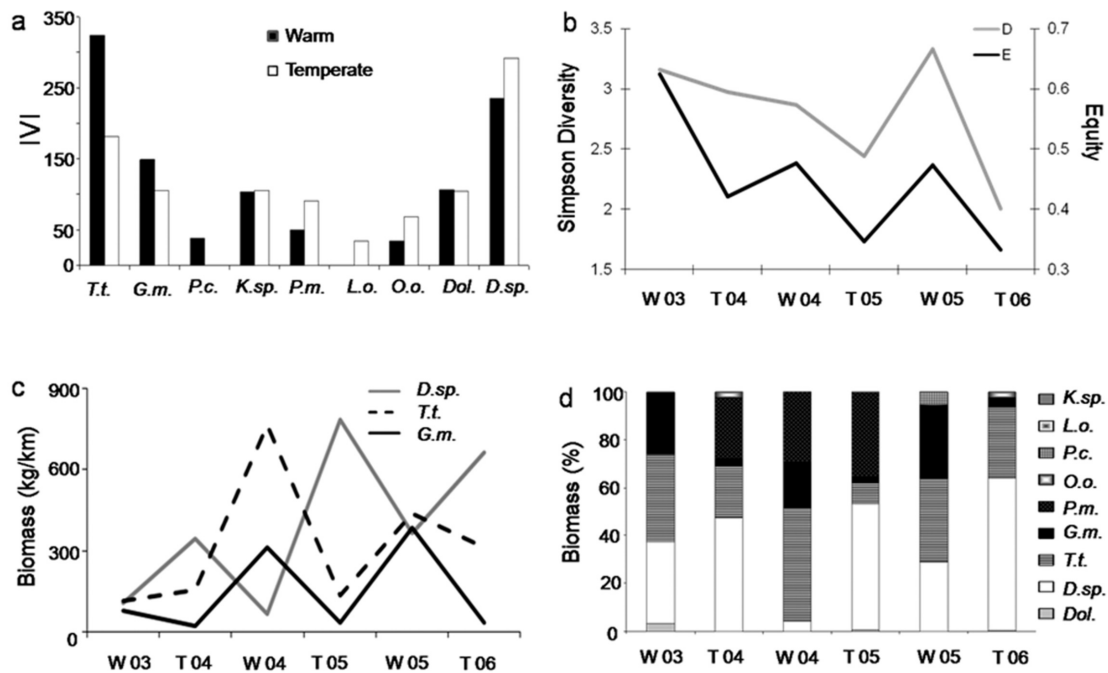 a
IVI
350
250
150
50
0
Warm
Temperate
T.t. G.m. P.c. K.sp. P.m. L.o. O.o. Dol. D.sp.
b
Simpson Diversity
3.5
3
2.5
2
1.5
D
E
0.7
0.6
0.5
0.4
0.3
Equity
W 03 T 04 W 04 T 05 W 05 T 06
c
Biomass (kg/km)
900
600
300
0
D.sp.
T.t.
G.m.
W 03 T 04 W 04 T 05 W 05 T 06
d
Biomass (%)
100
80
60
40
20
0
K.sp.
L.o.
P.c.
O.o.
P.m.
G.m.
T.t.
D.sp.
Dol.
W 03 T 04 W 04 T 05 W 05 T 06